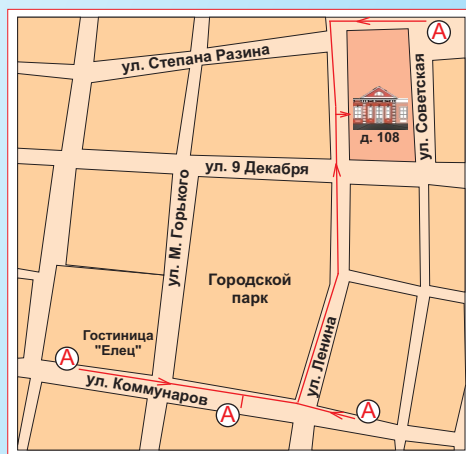 А
ул. Степана Разина
ул. Советская
д. 108
ул. 9 Декабря
ул. М. Горького
Городской
парк
Гостиница
"Елец"
ул. Ленина
А
ул. Коммунаров
А
А